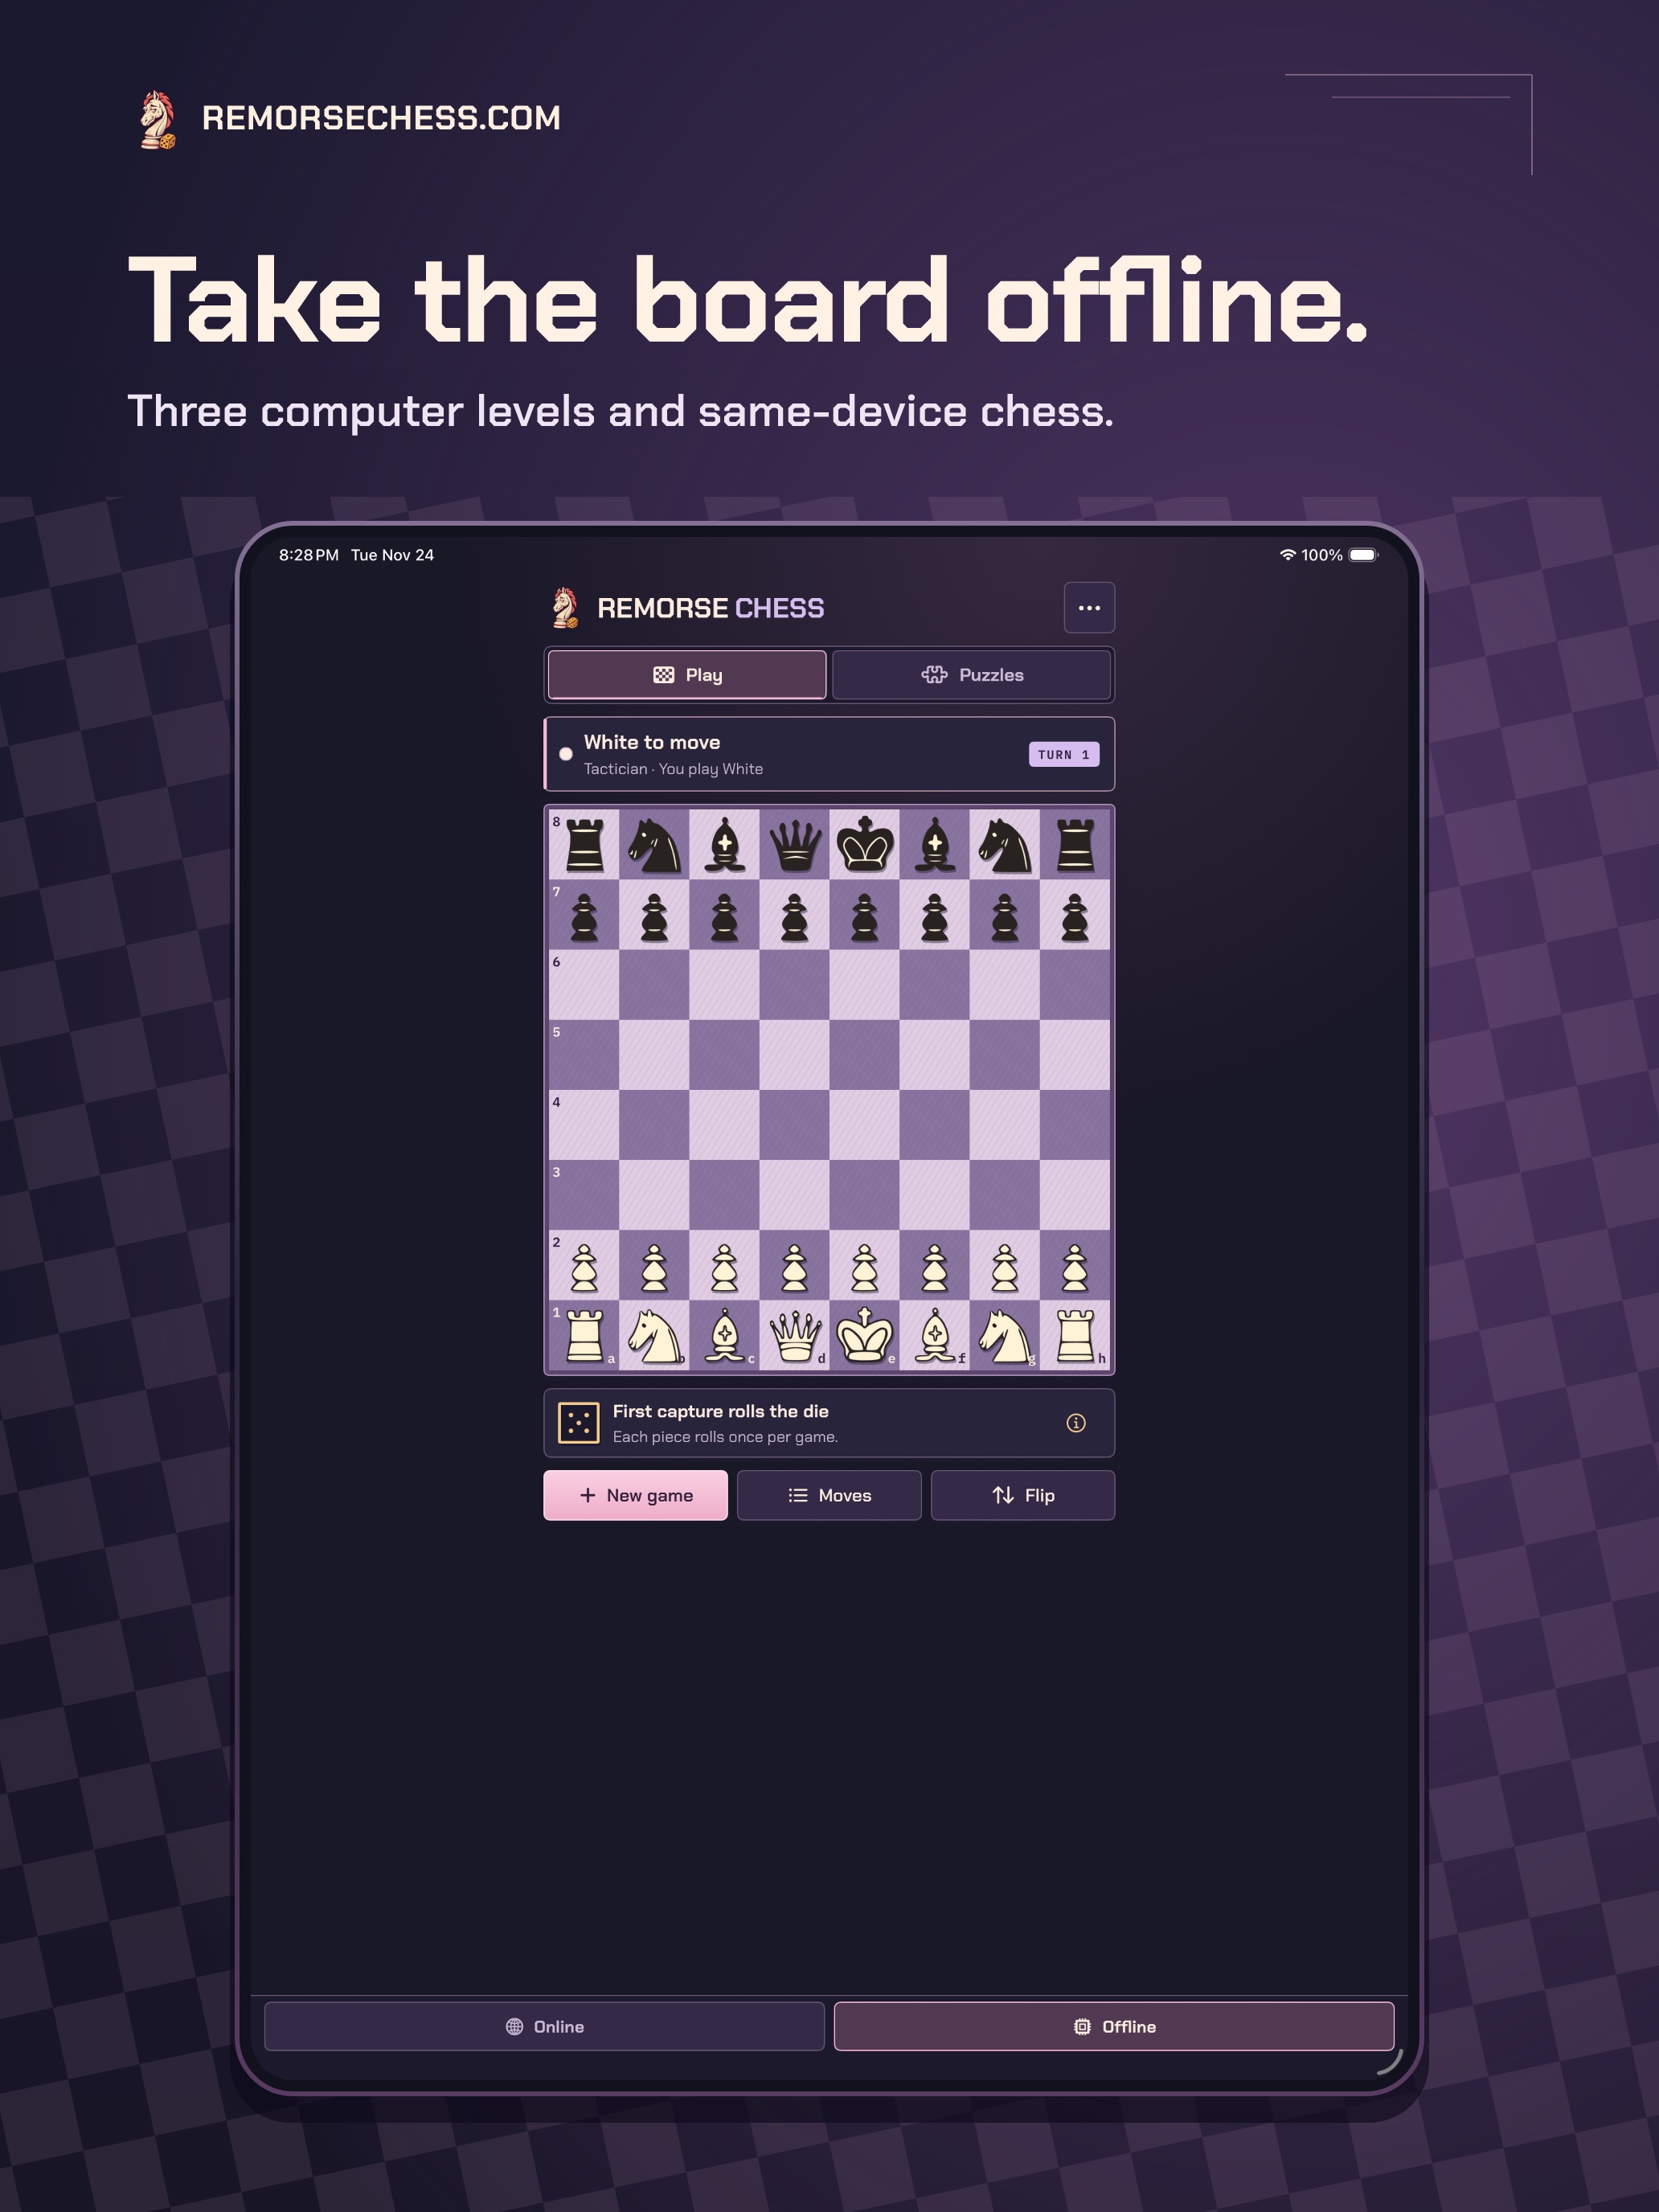 REMORSECHESS.COM
Take the board offline.
Three computer levels and same-device chess.
8:28 PM Tue Nov 24
100%
REMORSE CHESS
Play
Puzzles
White to move
TURN 1
Tactician · You play White
8
7
6
5
4
3
2
1
a b c d e f g h
First capture rolls the die
Each piece rolls once per game.
New game
Moves
Flip
Online
Offline